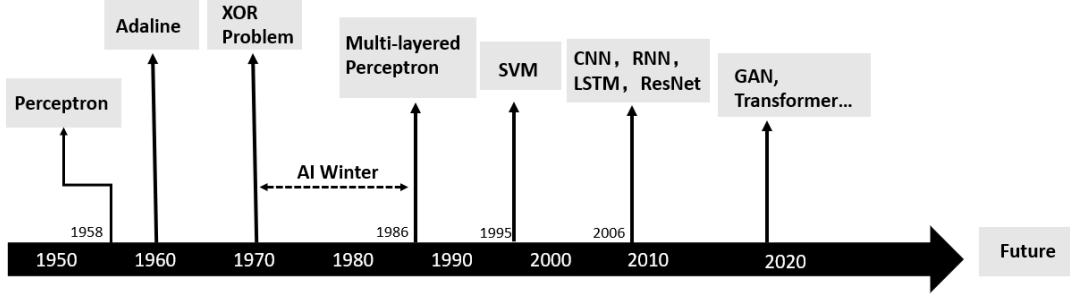 Perceptron
Adaline
XOR
Problem
Multi-layered
Perceptron
SVM
CNN，RNN，
LSTM，ResNet
GAN,
Transformer...
AI Winter
1958
1986
1995
2006
1950
1960
1970
1980
1990
2000
2010
2020
Future